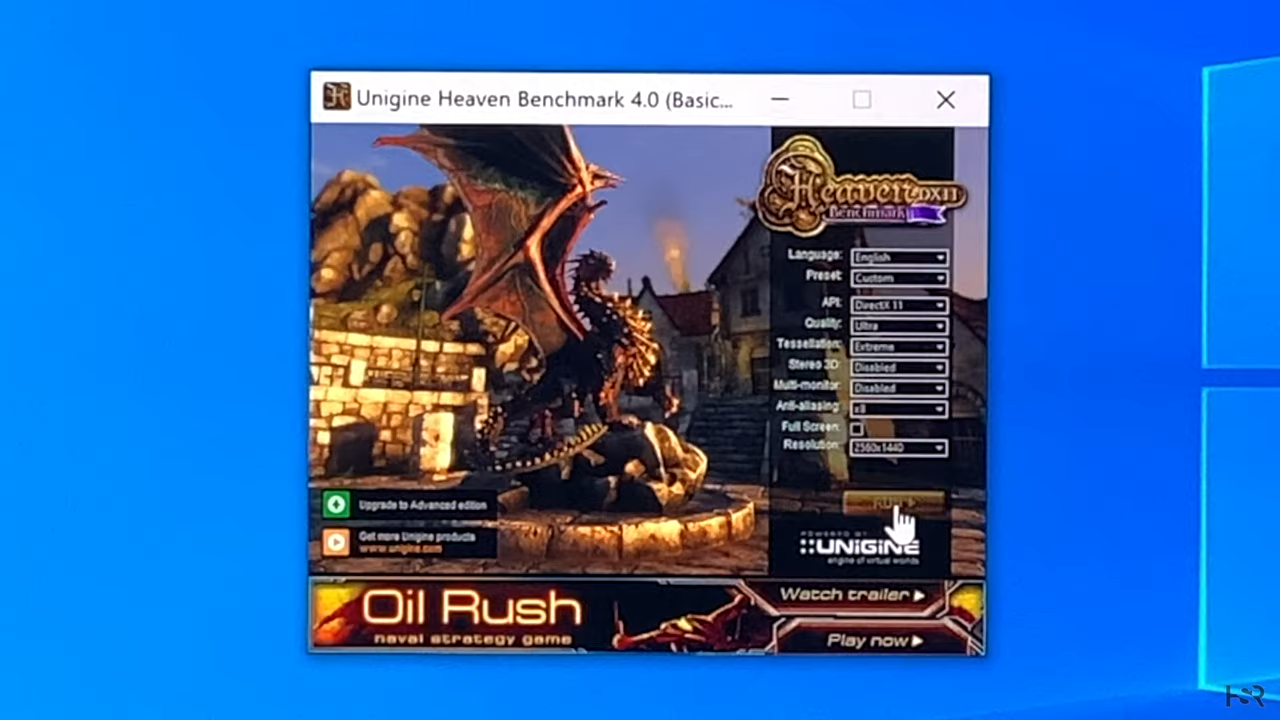 Unigine Heaven Benchmark 4.0 (Basic...
Heaven DX11
Benchmark
Language: English
Preset: Custom
API: DirectX 11
Quality: Ultra
Tessellation: Extreme
Stereo 3D: Disabled
Multi-monitor: Disabled
Anti-aliasing: x8
Full Screen:
Resolution: 2560x1440
RUN
Upgrade to Advanced edition
Get more Unigine products
www.unigine.com
POWERED BY
UNIGINE
engine of virtual worlds
Oil Rush
naval strategy game
Watch trailer
Play now
HSR